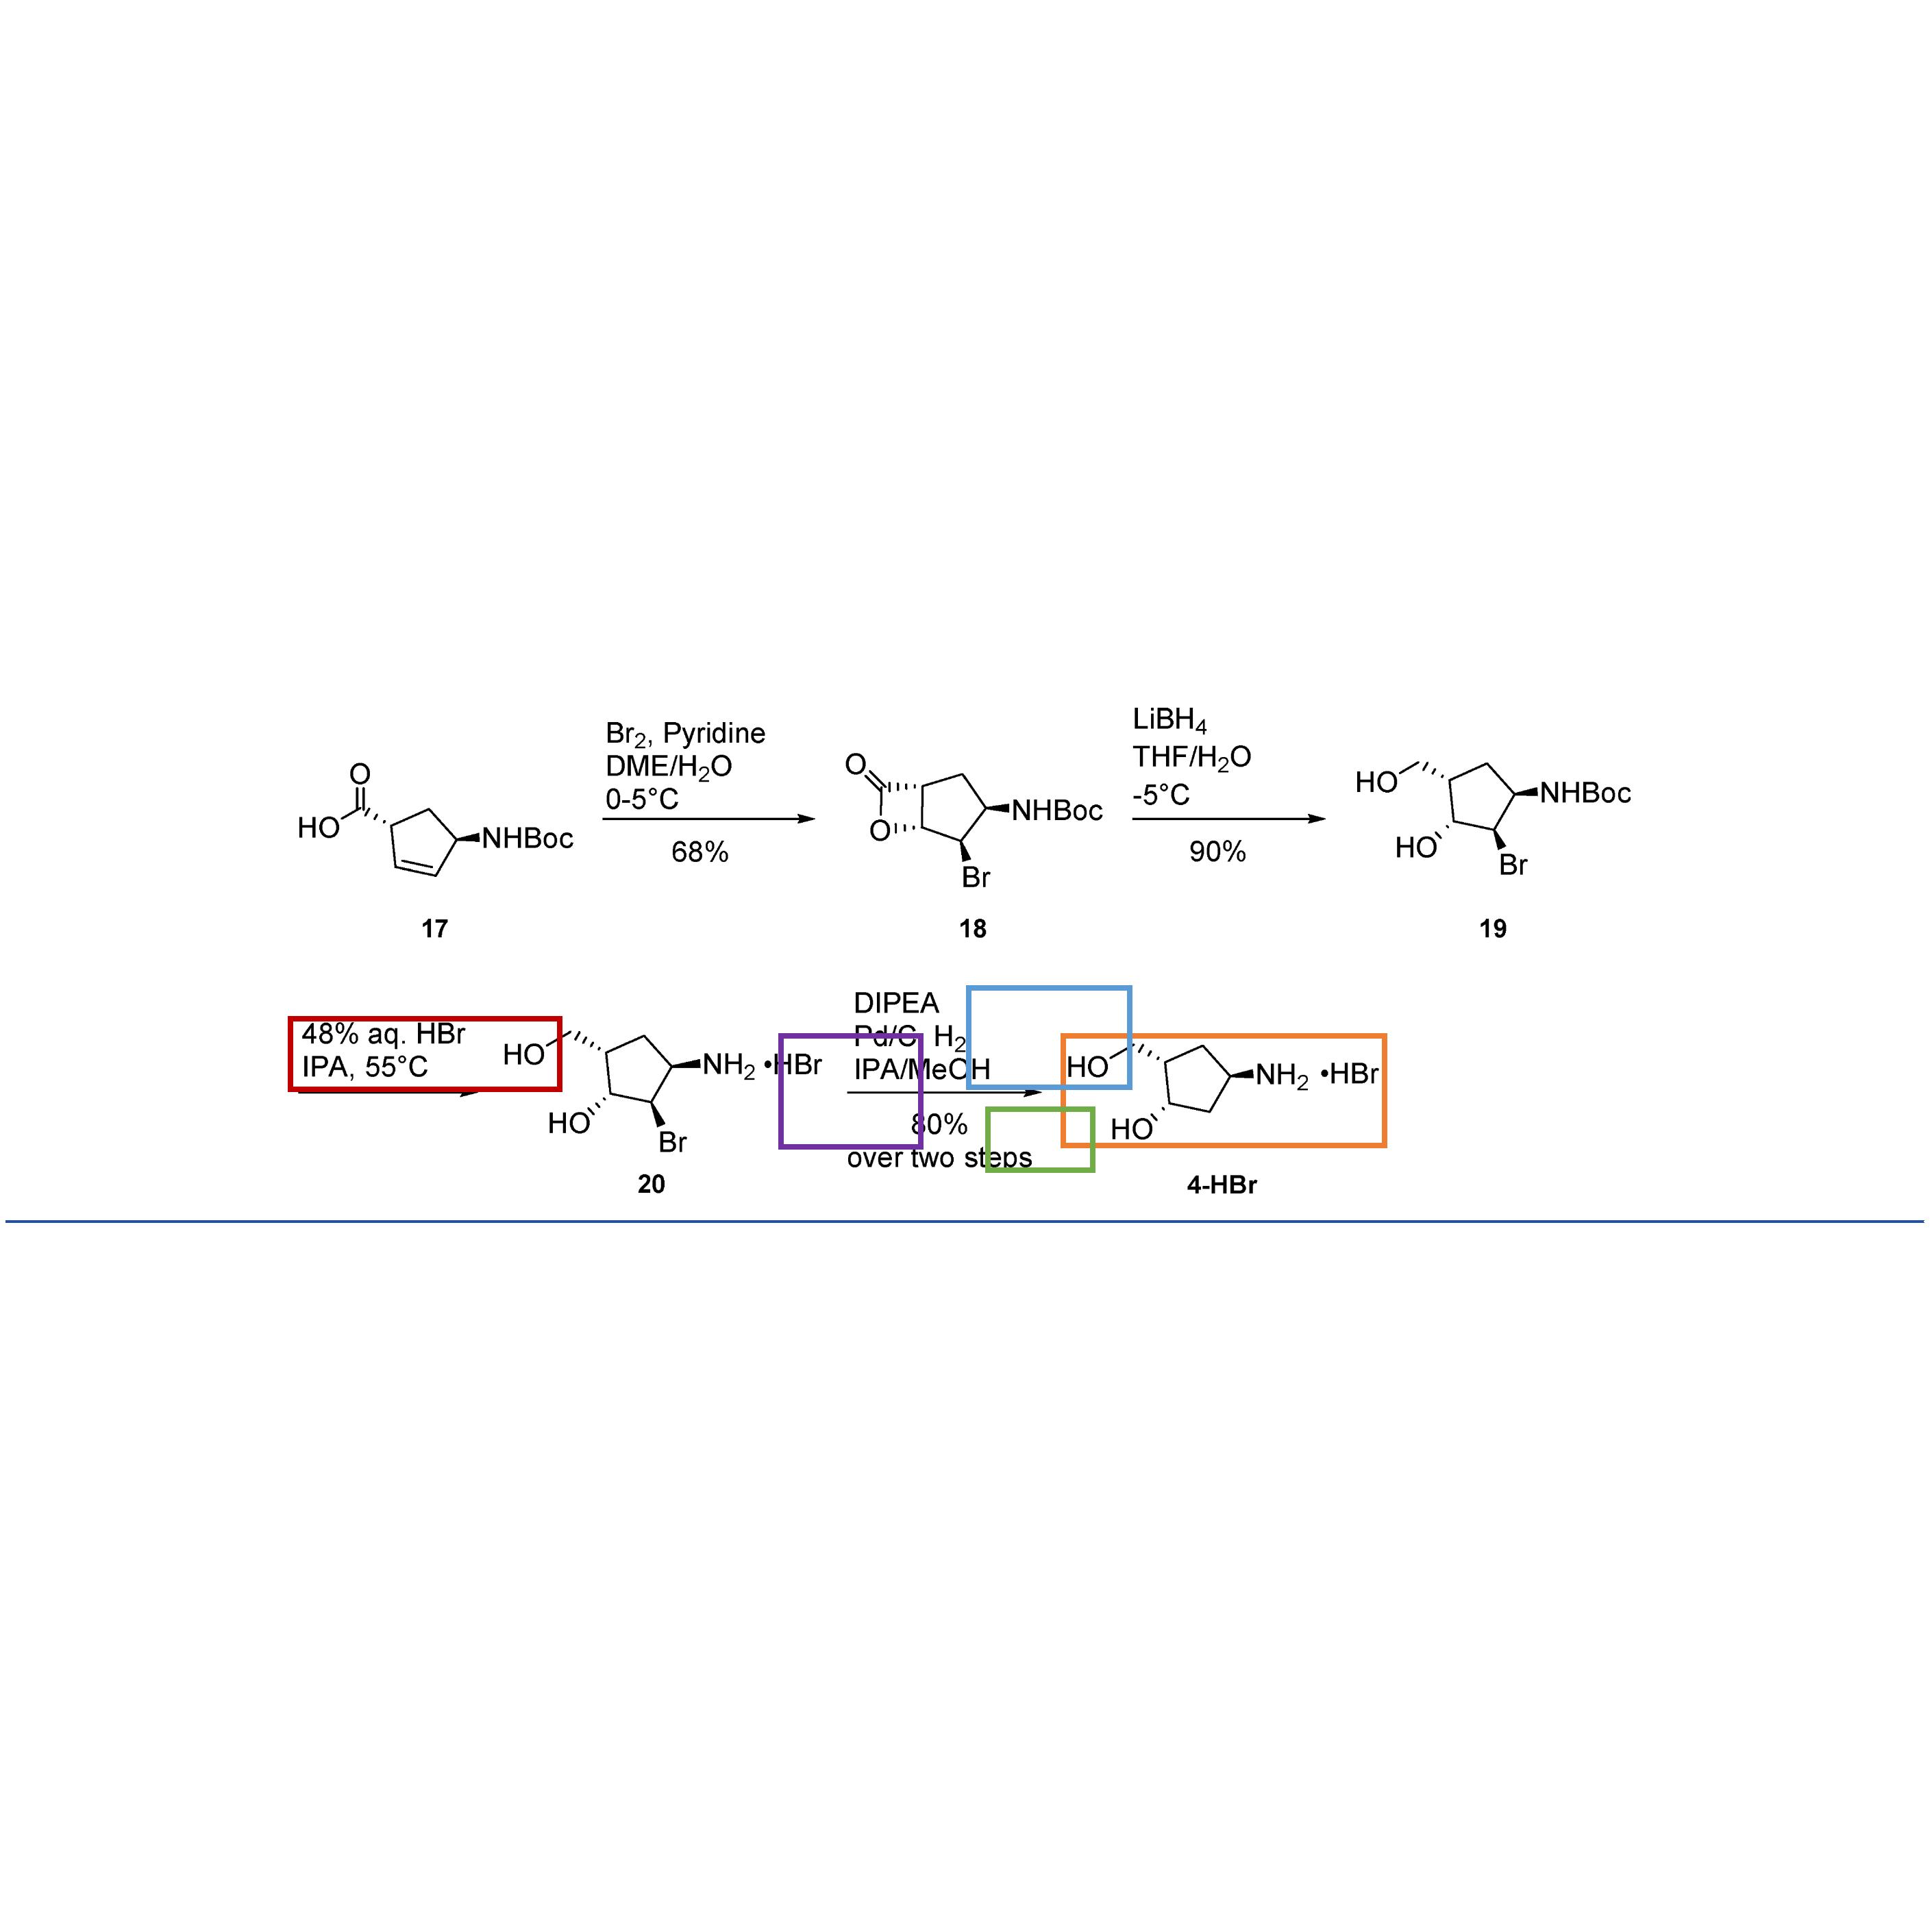 Br2, Pyridine
DME/H2O
0-5°C
68%
LiBH4
THF/H2O
-5°C
90%
O
HO
NHBoc
17
O
O
NHBoc
Br
18
HO
NHBoc
HO
Br
19
48% aq. HBr
IPA, 55°C
HO
NH2 •HBr
HO
Br
20
DIPEA
Pd/C H2
IPA/MeOH
80%
over two steps
HO
NH2 •HBr
HO
4-HBr